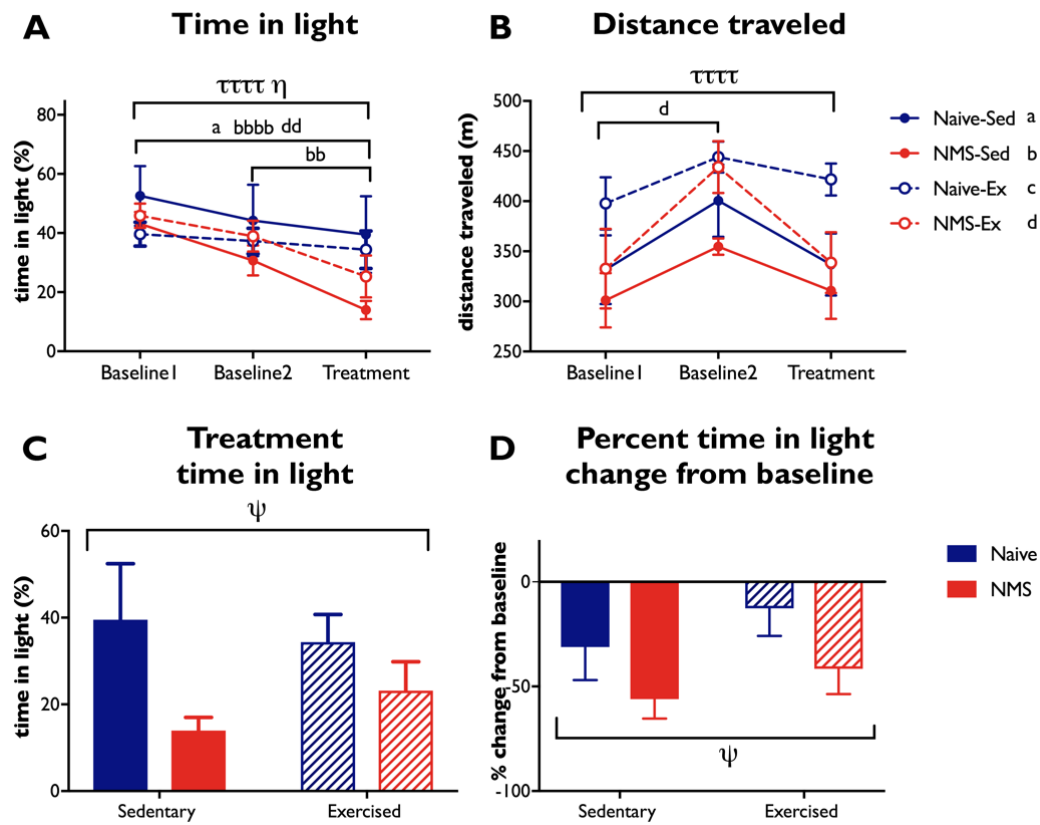 A
Time in light
ττττ η
a bbbb dd
bb
time in light (%)
80
60
40
20
0
Baseline1 Baseline2 Treatment
B
Distance traveled
ττττ
d
distance traveled (m)
500
450
400
350
300
250
Baseline1 Baseline2 Treatment
Naive-Sed a
NMS-Sed b
Naive-Ex c
NMS-Ex d
C
Treatment
time in light
ψ
time in light (%)
60
40
20
0
Sedentary Exercised
D
Percent time in light
change from baseline
% change from baseline
0
-50
-100
ψ
Sedentary Exercised
Naive
NMS